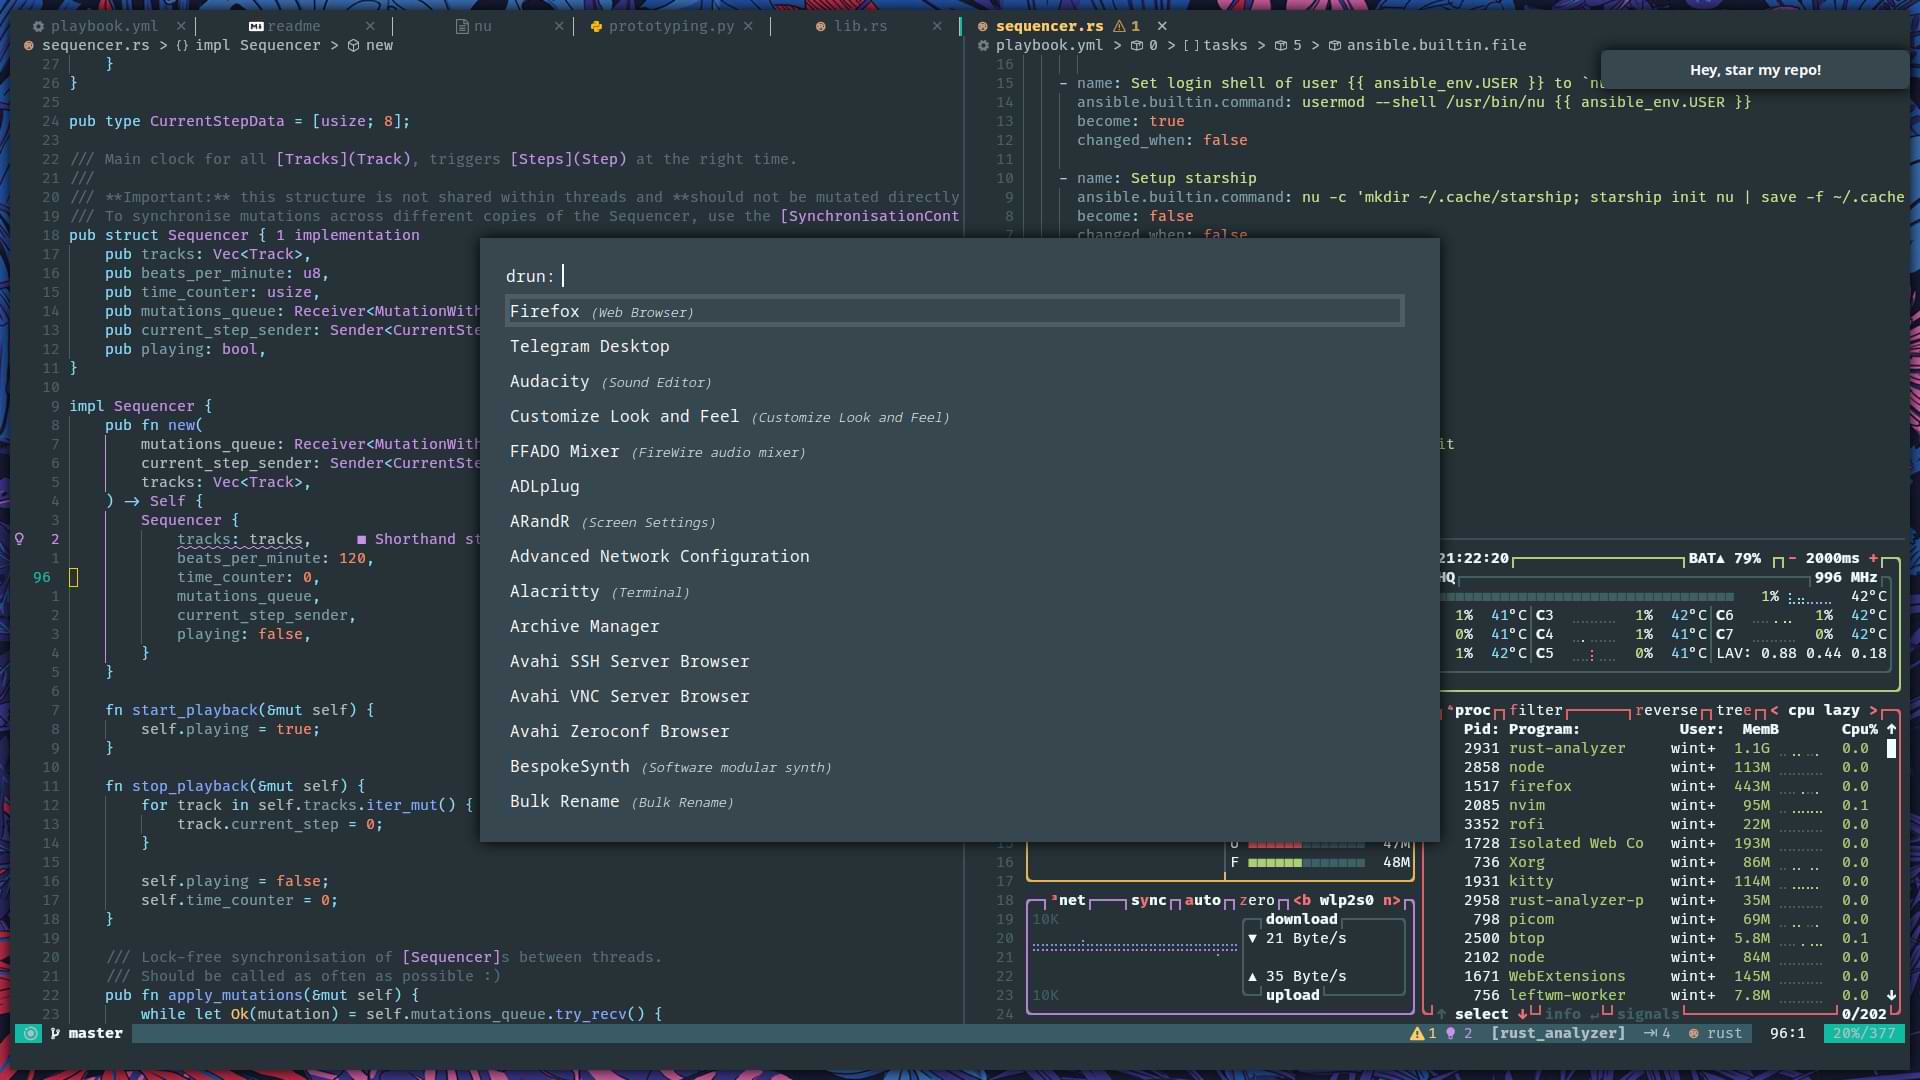 playbook.yml ×
readme ×
nu ×
prototyping.py ×
lib.rs ×
sequencer.rs 1 ×
sequencer.rs > {} impl Sequencer > new
27 }
26 }
25
24 pub type CurrentStepData = [usize; 8];
23
22 /// Main clock for all [Tracks](Track), triggers [Steps](Step) at the right time.
21 ///
20 /// **Important:** this structure is not shared within threads and **should not be mutated directly
19 /// To synchronise mutations across different copies of the Sequencer, use the [SynchronisationCont
18 pub struct Sequencer { 1 implementation
17 pub tracks: Vec<Track>,
16 pub beats_per_minute: u8,
15 pub time_counter: usize,
14 pub mutations_queue: Receiver<MutationWith
13 pub current_step_sender: Sender<CurrentSte
12 pub playing: bool,
11 }
10
9 impl Sequencer {
8 pub fn new(
7 mutations_queue: Receiver<MutationWith
6 current_step_sender: Sender<CurrentSte
5 tracks: Vec<Track>,
4 ) → Self {
3 Sequencer {
2 tracks: tracks, ■ Shorthand st
1 beats_per_minute: 120,
96 time_counter: 0,
1 mutations_queue,
2 current_step_sender,
3 playing: false,
4 }
5 }
6
7 fn start_playback(&mut self) {
8 self.playing = true;
9 }
10
11 fn stop_playback(&mut self) {
12 for track in self.tracks.iter_mut() {
13 track.current_step = 0;
14 }
15
16 self.playing = false;
17 self.time_counter = 0;
18 }
19
20 /// Lock-free synchronisation of [Sequencer]s between threads.
21 /// Should be called as often as possible :)
22 pub fn apply_mutations(&mut self) {
23 while let Ok(mutation) = self.mutations_queue.try_recv() {
playbook.yml > 0 > [] tasks > 5 > ansible.builtin.file
Hey, star my repo!
16
15 - name: Set login shell of user {{ ansible_env.USER }} to `nu
14 ansible.builtin.command: usermod --shell /usr/bin/nu {{ ansible_env.USER }}
13 become: true
12 changed_when: false
11
10 - name: Setup starship
9 ansible.builtin.command: nu -c 'mkdir ~/.cache/starship; starship init nu | save -f ~/.cache
8 become: false
7 changed_when: false
it
drun:
Firefox (Web Browser)
Telegram Desktop
Audacity (Sound Editor)
Customize Look and Feel (Customize Look and Feel)
FFADO Mixer (FireWire audio mixer)
ADLplug
ARandR (Screen Settings)
Advanced Network Configuration
Alacritty (Terminal)
Archive Manager
Avahi SSH Server Browser
Avahi VNC Server Browser
Avahi Zeroconf Browser
BespokeSynth (Software modular synth)
Bulk Rename (Bulk Rename)
21:22:20 BAT▲ 79% - 2000ms +
HQ 996 MHz
1% 42°C
1% 41°C C3 1% 42°C C6 1% 42°C
0% 41°C C4 1% 41°C C7 0% 42°C
1% 42°C C5 0% 41°C LAV: 0.88 0.44 0.18
15 U 47M
16 F 48M
17
18 ³net sync auto zero <b wlp2s0 n>
19 10K download
20 ▼ 21 Byte/s
21
22 ▲ 35 Byte/s
23 10K upload
24
⁴proc filter reverse tree < cpu lazy >
Pid: Program: User: MemB Cpu% ↑
2931 rust-analyzer wint+ 1.1G 0.0
2858 node wint+ 113M 0.0
1517 firefox wint+ 443M 0.0
2085 nvim wint+ 95M 0.1
3352 rofi wint+ 22M 0.0
1728 Isolated Web Co wint+ 193M 0.0
736 Xorg wint+ 86M 0.0
1931 kitty wint+ 114M 0.0
2958 rust-analyzer-p wint+ 35M 0.0
798 picom wint+ 69M 0.0
2500 btop wint+ 5.8M 0.1
2102 node wint+ 84M 0.0
1671 WebExtensions wint+ 145M 0.0
756 leftwm-worker wint+ 7.8M 0.0 ↓
↑ select ↓ info ↵ signals 0/202
master
1 2 [rust_analyzer] 4 rust 96:1 20%/377